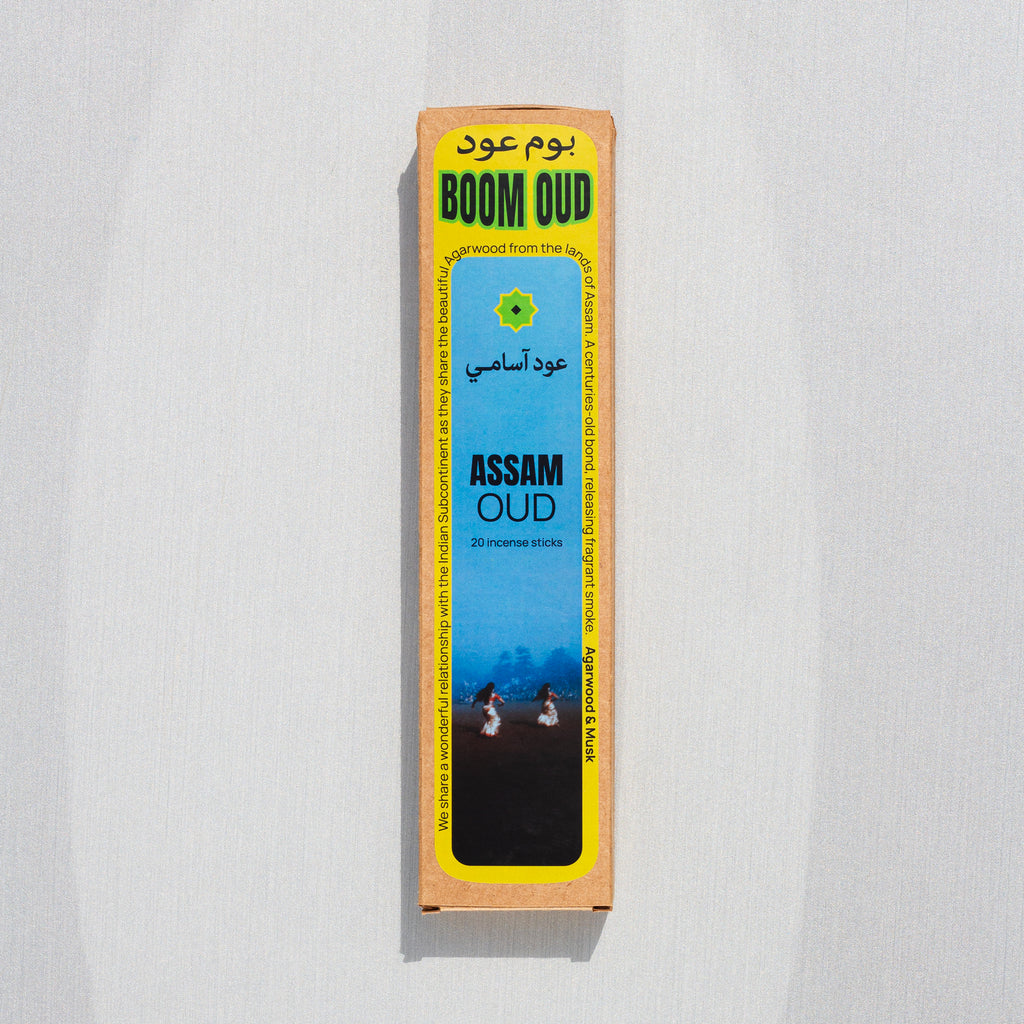 بوم عود
BOOM OUD
We share a wonderful relationship with the Indian Subcontinent as they share the beautiful Agarwood from the lands of Assam. A centuries-old bond, releasing fragrant smoke. Agarwood & Musk
عود آسامي
ASSAM
OUD
20 incense sticks